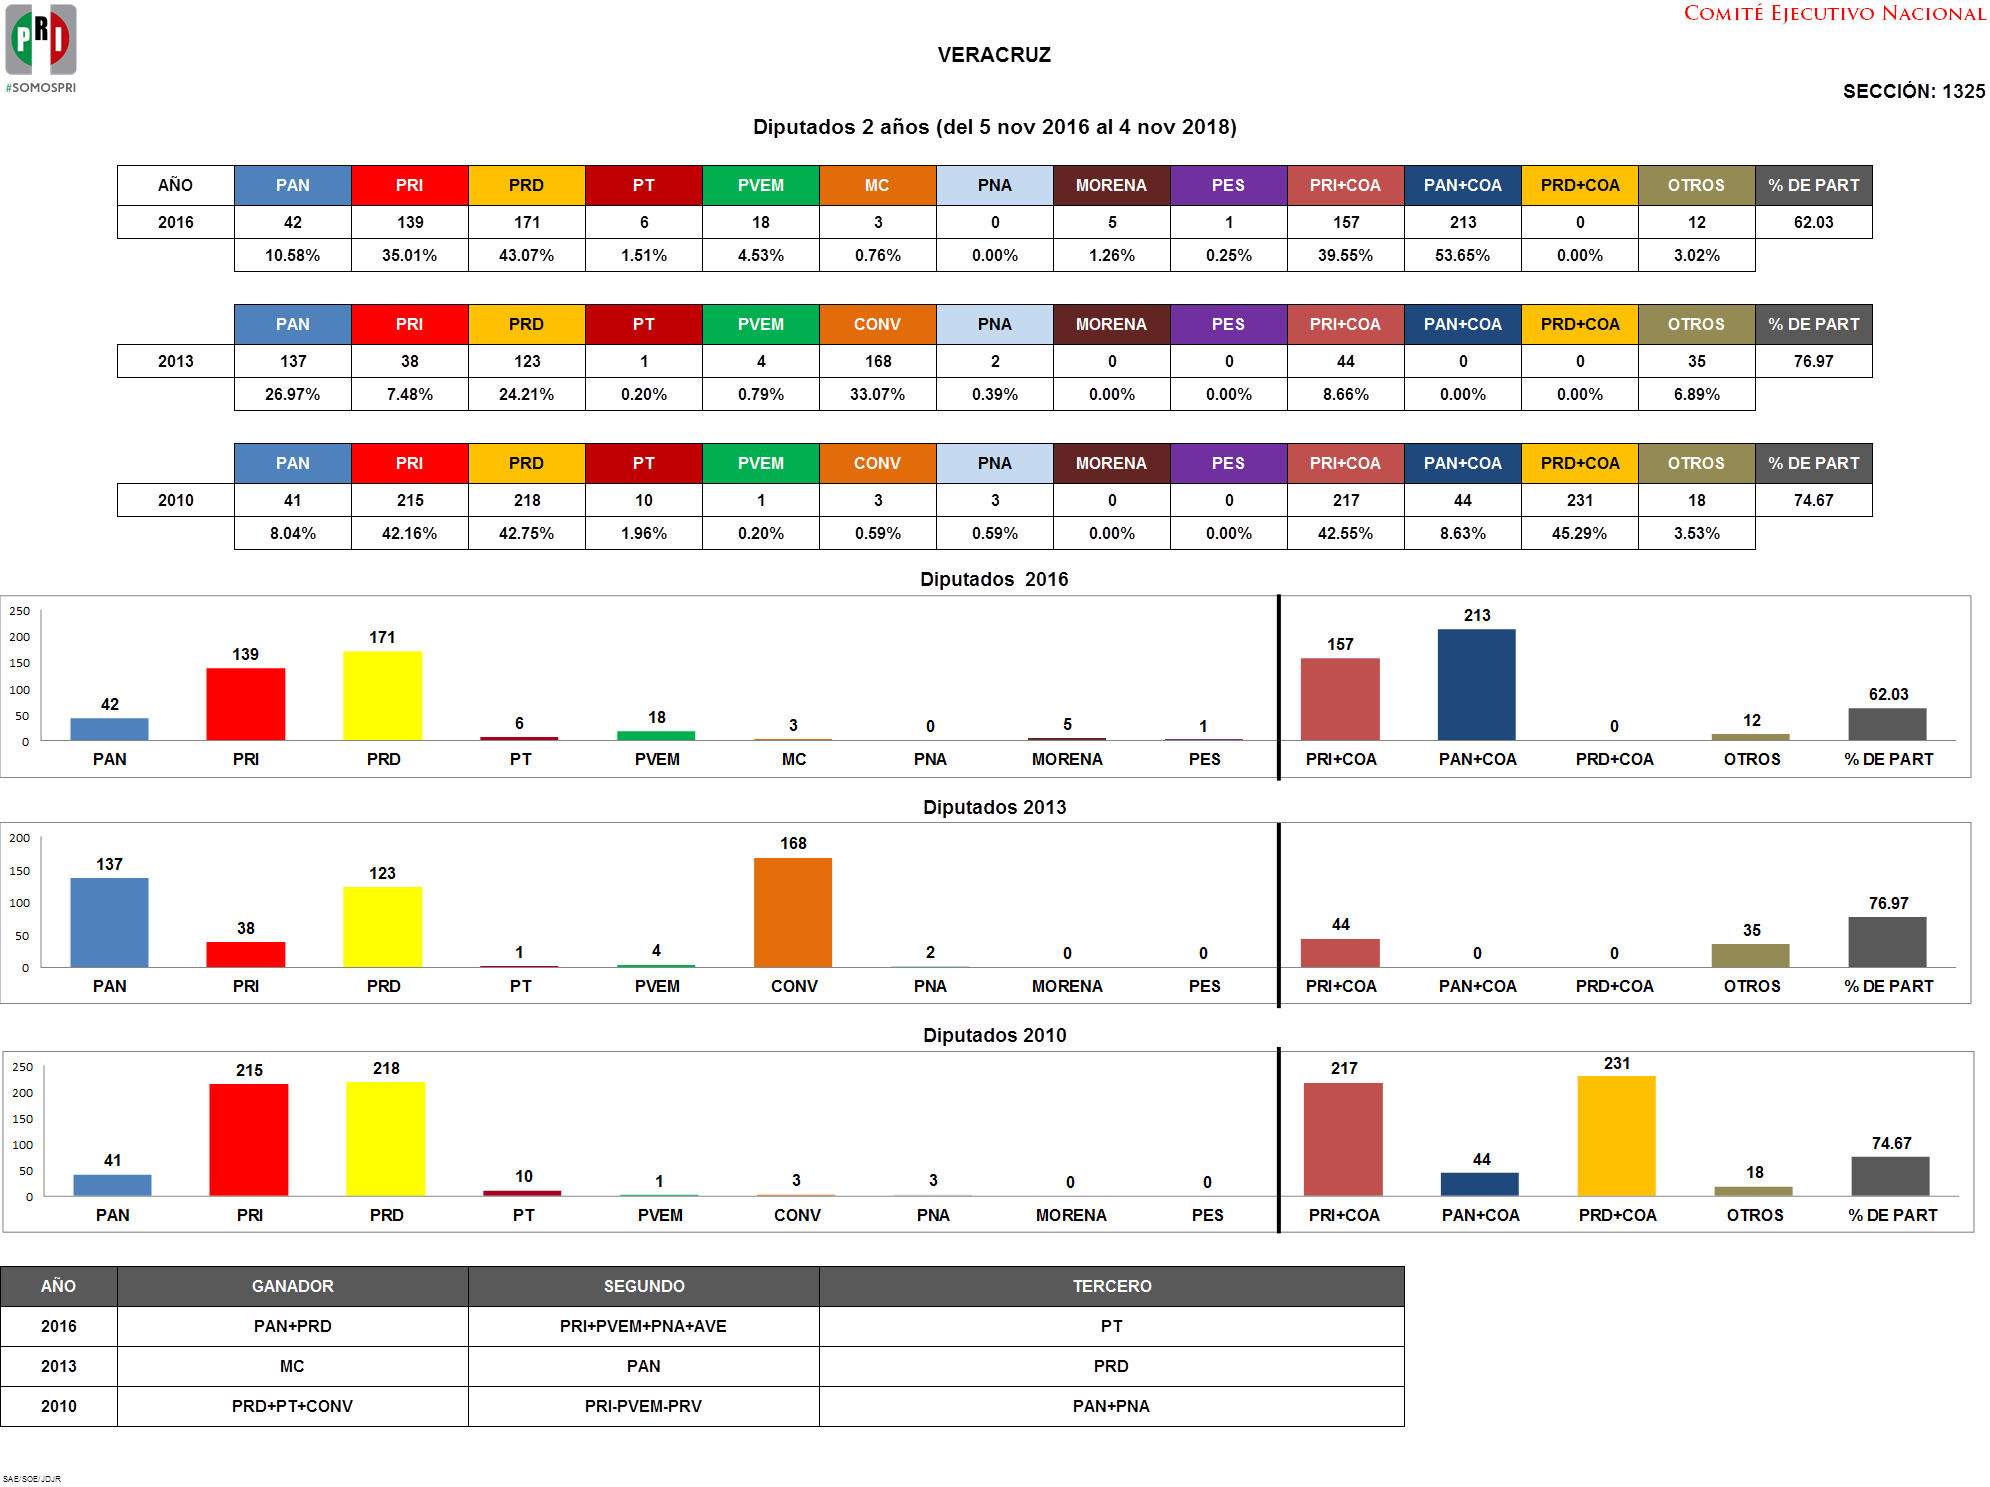 PRI
#SOMOSPRI
COMITÉ EJECUTIVO NACIONAL
VERACRUZ
SECCIÓN: 1325
Diputados 2 años (del 5 nov 2016 al 4 nov 2018)
AÑO PAN PRI PRD PT PVEM MC PNA MORENA PES PRI+COA PAN+COA PRD+COA OTROS % DE PART
2016 42 139 171 6 18 3 0 5 1 157 213 0 12 62.03
10.58% 35.01% 43.07% 1.51% 4.53% 0.76% 0.00% 1.26% 0.25% 39.55% 53.65% 0.00% 3.02%
PAN PRI PRD PT PVEM CONV PNA MORENA PES PRI+COA PAN+COA PRD+COA OTROS % DE PART
2013 137 38 123 1 4 168 2 0 0 44 0 0 35 76.97
26.97% 7.48% 24.21% 0.20% 0.79% 33.07% 0.39% 0.00% 0.00% 8.66% 0.00% 0.00% 6.89%
PAN PRI PRD PT PVEM CONV PNA MORENA PES PRI+COA PAN+COA PRD+COA OTROS % DE PART
2010 41 215 218 10 1 3 3 0 0 217 44 231 18 74.67
8.04% 42.16% 42.75% 1.96% 0.20% 0.59% 0.59% 0.00% 0.00% 42.55% 8.63% 45.29% 3.53%
Diputados 2016
250
200
150
100
50
0
42 139 171 6 18 3 0 5 1 157 213 0 12 62.03
PAN PRI PRD PT PVEM MC PNA MORENA PES PRI+COA PAN+COA PRD+COA OTROS % DE PART
Diputados 2013
200
150
100
50
0
137 38 123 1 4 168 2 0 0 44 0 0 35 76.97
PAN PRI PRD PT PVEM CONV PNA MORENA PES PRI+COA PAN+COA PRD+COA OTROS % DE PART
Diputados 2010
250
200
150
100
50
0
41 215 218 10 1 3 3 0 0 217 44 231 18 74.67
PAN PRI PRD PT PVEM CONV PNA MORENA PES PRI+COA PAN+COA PRD+COA OTROS % DE PART
AÑO GANADOR SEGUNDO TERCERO
2016 PAN+PRD PRI+PVEM+PNA+AVE PT
2013 MC PAN PRD
2010 PRD+PT+CONV PRI-PVEM-PRV PAN+PNA
SAE/SOE/JDJR